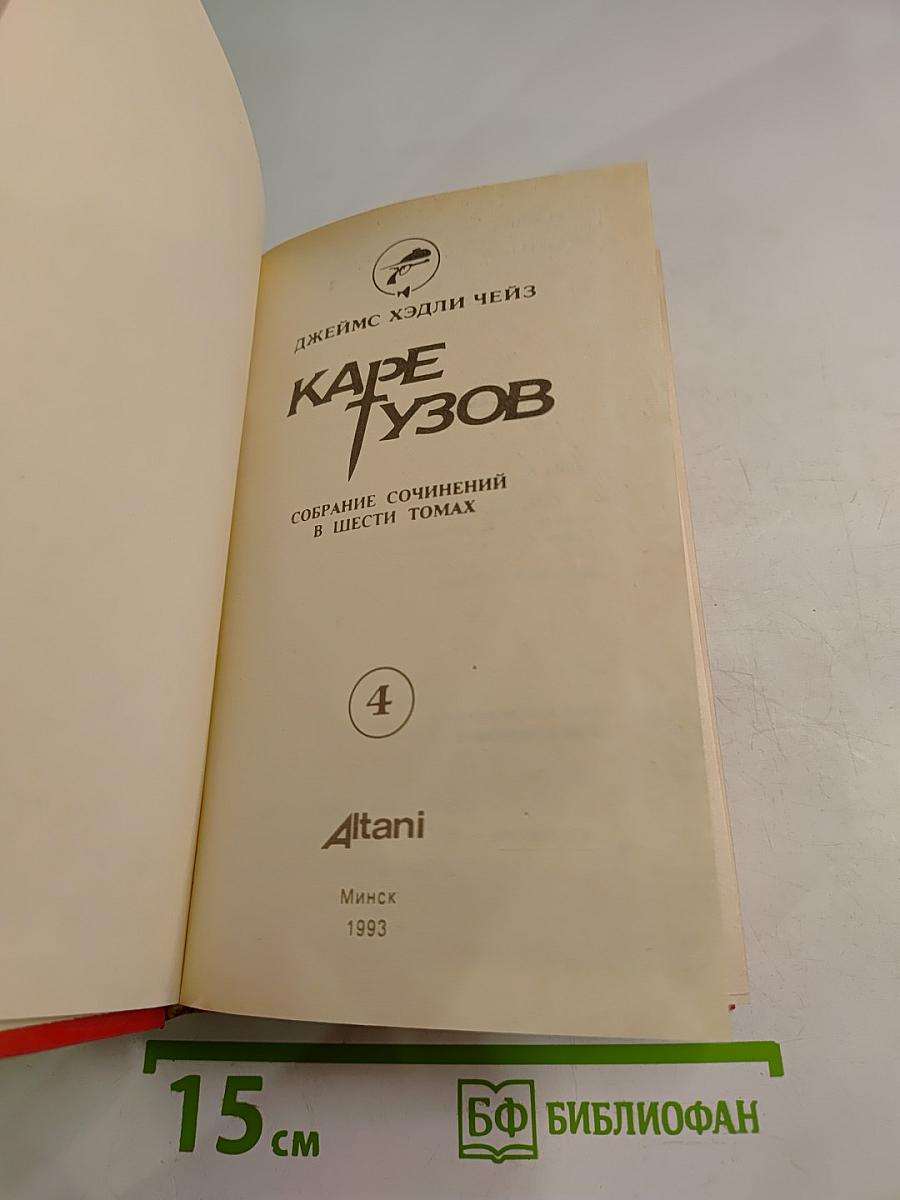 ДЖЕЙМС ХЭДЛИ ЧЕЙЗ
КАРЕ
ТУЗОВ
СОБРАНИЕ СОЧИНЕНИЙ
В ШЕСТИ ТОМАХ
4
Altani
Минск
1993
15 см
БФ БИБЛИОФАН